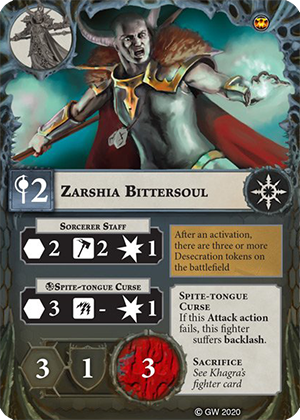 2 ZARSHIA BITTERSOUL
SORCERER STAFF
2 2 1
SPITE-TONGUE CURSE
3 - 1
After an activation,
there are three or more
Desecration tokens on
the battlefield
SPITE-TONGUE
CURSE
If this Attack action
fails, this fighter
suffers backlash.
SACRIFICE
See Khagra's
fighter card
3 1 3
© GW 2020